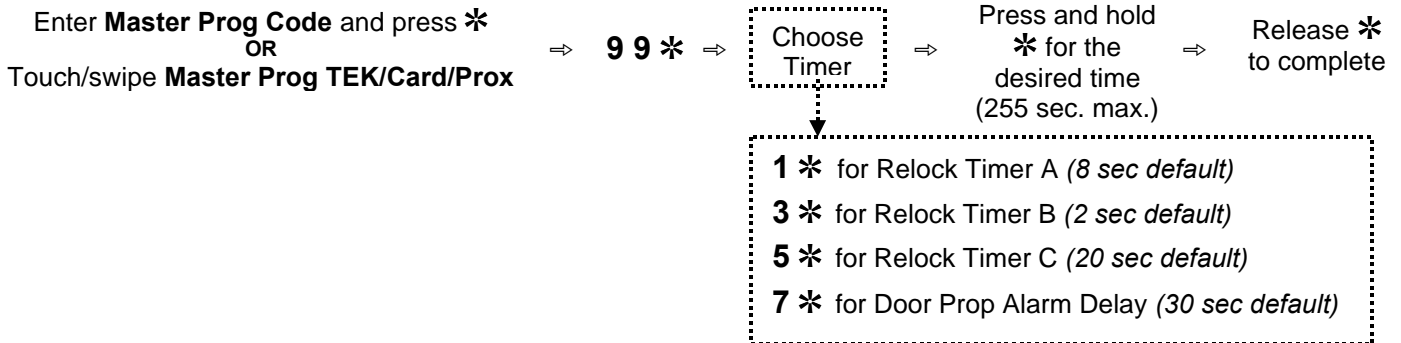 Enter Master Prog Code and press ✲
OR
Touch/swipe Master Prog TEK/Card/Prox
⇨
9 9 ✲
⇨
Choose
Timer
⇨
Press and hold
✲ for the
desired time
(255 sec. max.)
⇨
Release ✲
to complete
1 ✲ for Relock Timer A (8 sec default)
3 ✲ for Relock Timer B (2 sec default)
5 ✲ for Relock Timer C (20 sec default)
7 ✲ for Door Prop Alarm Delay (30 sec default)